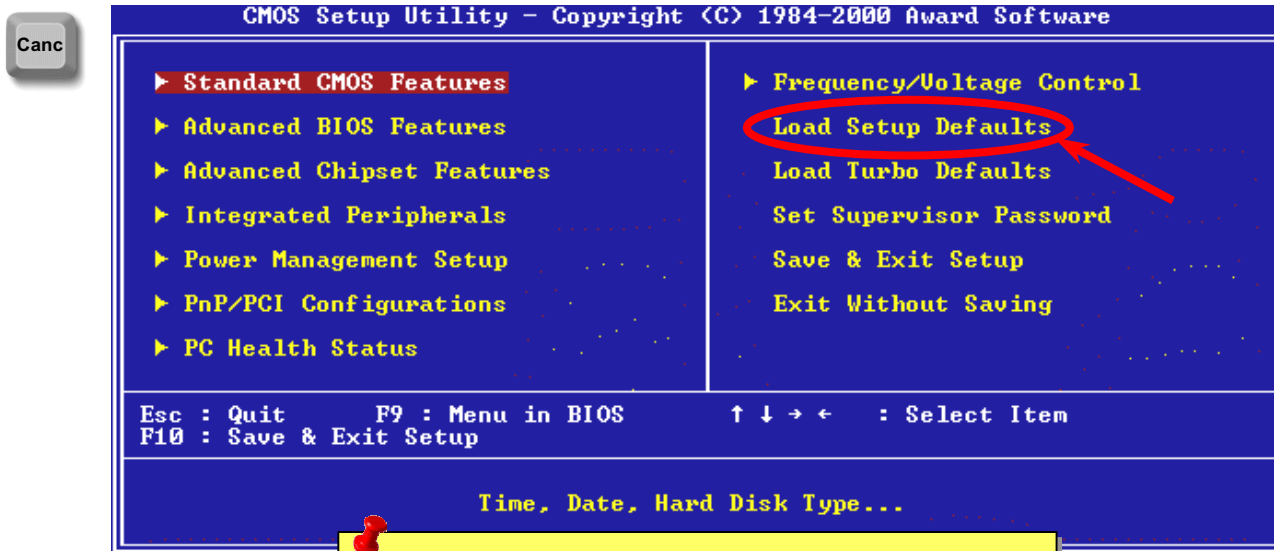 CMOS Setup Utility – Copyright (C) 1984–2000 Award Software
Canc
Standard CMOS Features
Advanced BIOS Features
Advanced Chipset Features
Integrated Peripherals
Power Management Setup
PnP/PCI Configurations
PC Health Status
Frequency/Voltage Control
Load Setup Defaults
Load Turbo Defaults
Set Supervisor Password
Save & Exit Setup
Exit Without Saving
Esc : Quit F9 : Menu in BIOS ↑ ↓ → ← : Select Item
F10 : Save & Exit Setup
Time, Date, Hard Disk Type...